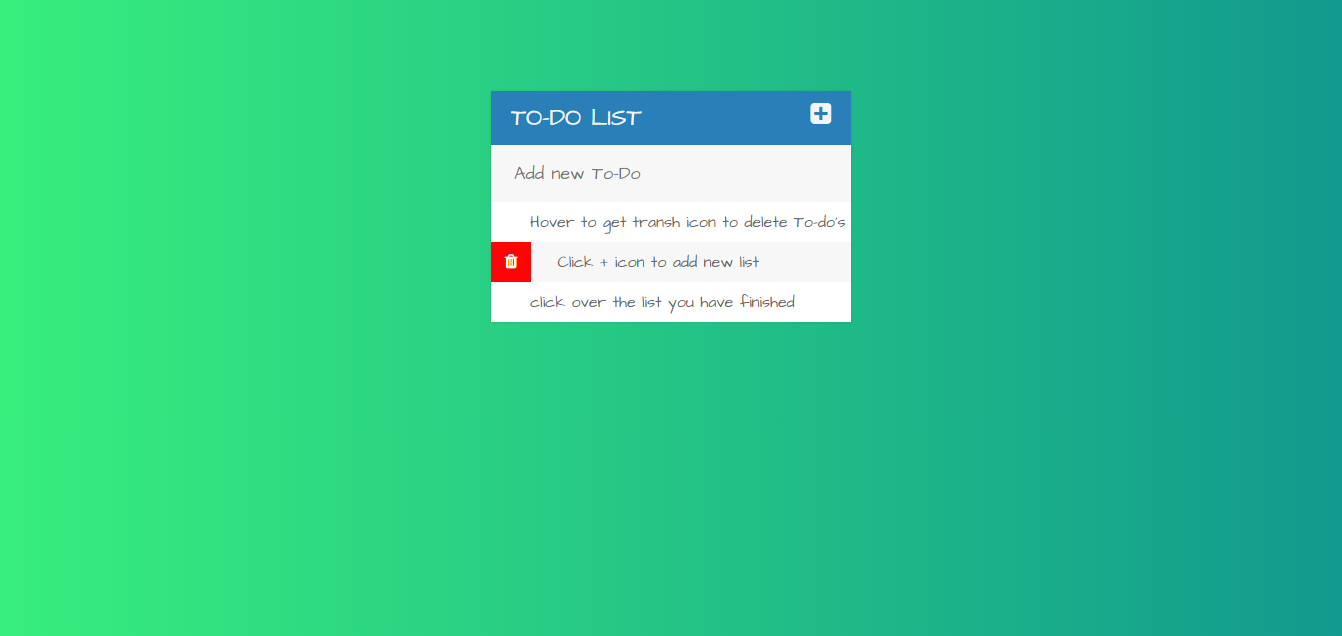 TO-DO LIST
Add new To-Do
Hover to get transh icon to delete To-do's
Click + icon to add new list
click over the list you have finished